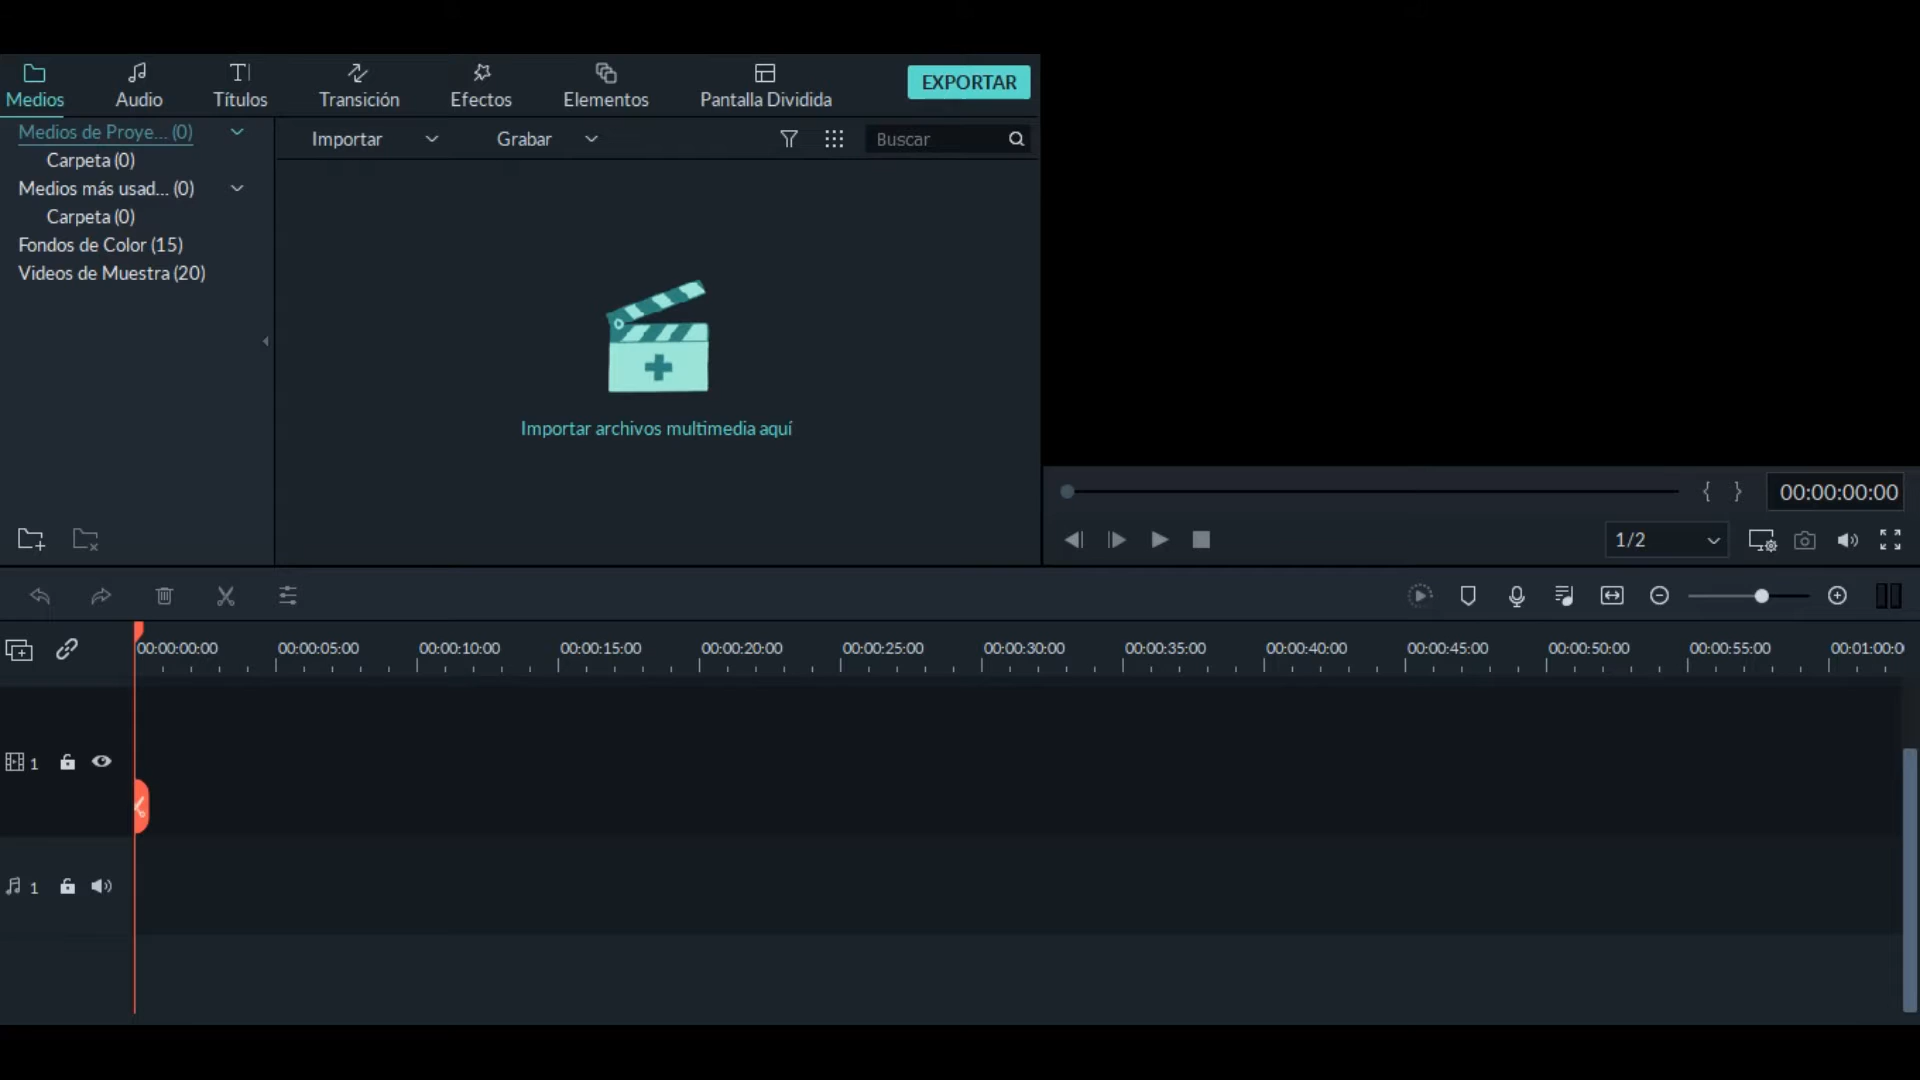 Medios
Audio
Títulos
Transición
Efectos
Elementos
Pantalla Dividida
EXPORTAR
Medios de Proye... (0)
Carpeta (0)
Medios más usad... (0)
Carpeta (0)
Fondos de Color (15)
Videos de Muestra (20)
Importar
Grabar
Buscar
Importar archivos multimedia aquí
{ }
00:00:00:00
1/2
00:00:00:00
00:00:05:00
00:00:10:00
00:00:15:00
00:00:20:00
00:00:25:00
00:00:30:00
00:00:35:00
00:00:40:00
00:00:45:00
00:00:50:00
00:00:55:00
00:01:00:0
1
1